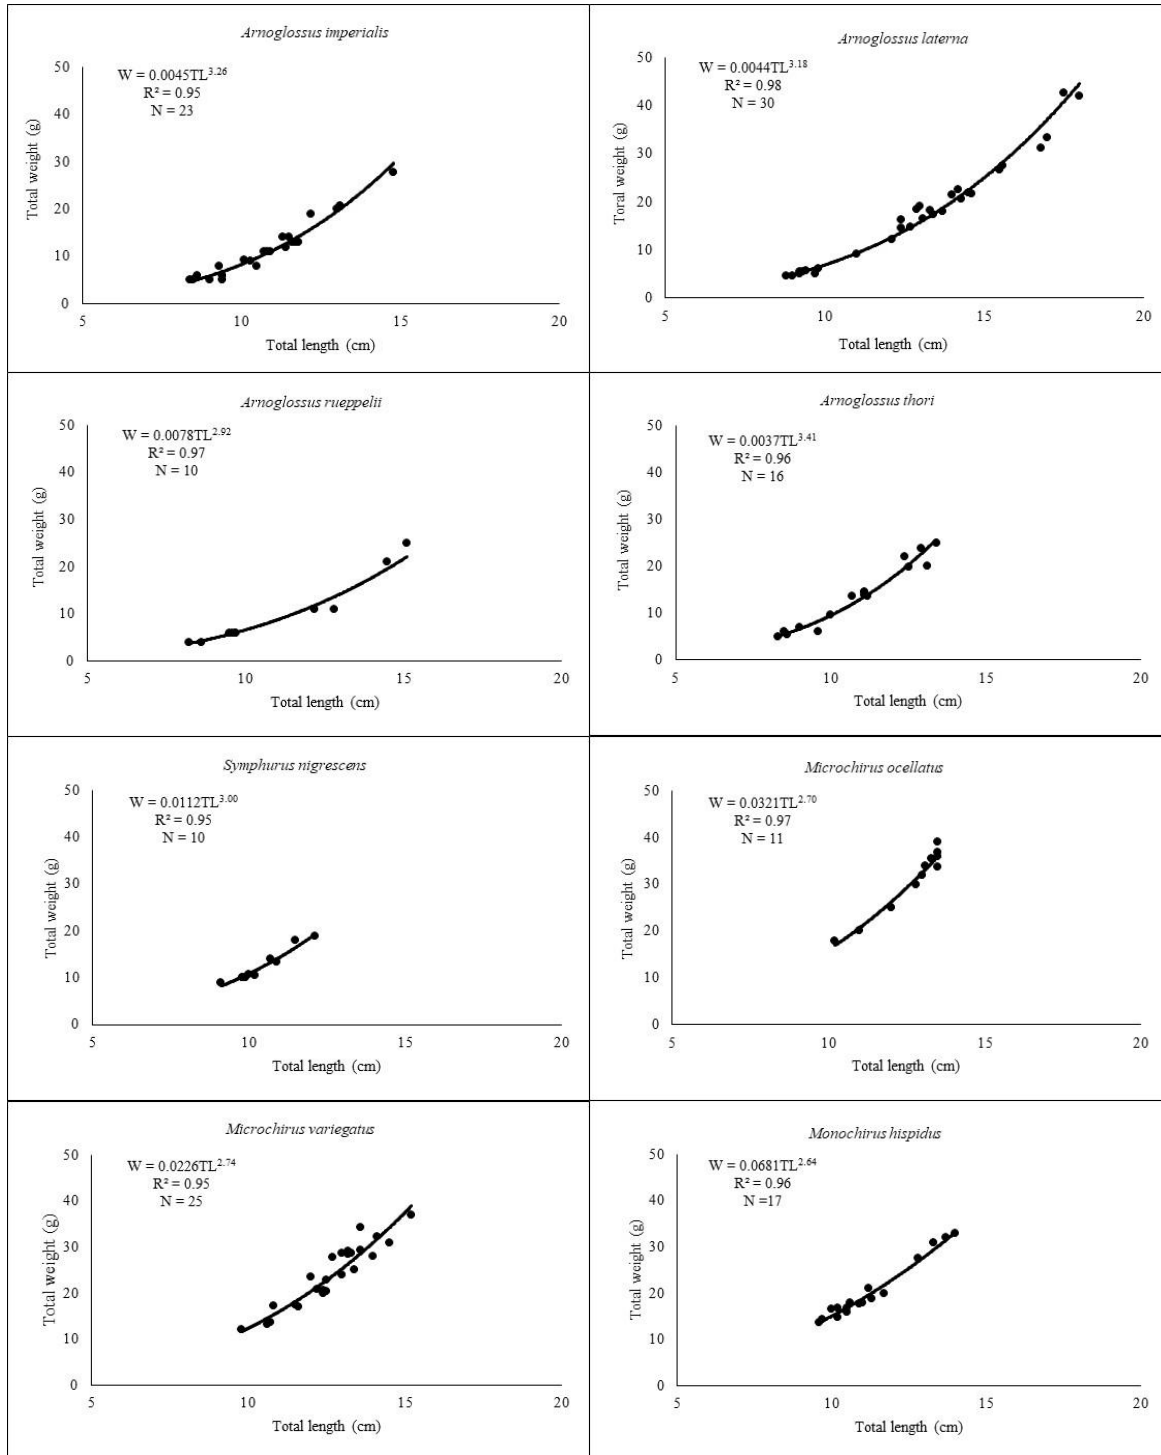 Arnoglossus imperialis
W = 0.0045TL3.26
R² = 0.95
N = 23
50
40
30
20
10
0
5 10 15 20
Total weight (g)
Total length (cm)
Arnoglossus laterna
W = 0.0044TL3.18
R² = 0.98
N = 30
50
40
30
20
10
0
5 10 15 20
Toral weight (g)
Total length (cm)
Arnoglossus rueppelii
W = 0.0078TL2.92
R² = 0.97
N = 10
50
40
30
20
10
0
5 10 15 20
Total weight (g)
Total length (cm)
Arnoglossus thori
W = 0.0037TL3.41
R² = 0.96
N = 16
50
40
30
20
10
0
5 10 15 20
Total weight (g)
Total length (cm)
Symphurus nigrescens
W = 0.0112TL3.00
R² = 0.95
N = 10
50
40
30
20
10
0
5 10 15 20
Total weight (g)
Total length (cm)
Microchirus ocellatus
W = 0.0321TL2.70
R² = 0.97
N = 11
50
40
30
20
10
0
5 10 15 20
Total weight (g)
Total length (cm)
Microchirus variegatus
W = 0.0226TL2.74
R² = 0.95
N = 25
50
40
30
20
10
0
5 10 15 20
Total weight (g)
Total length (cm)
Monochirus hispidus
W = 0.0681TL2.64
R² = 0.96
N =17
50
40
30
20
10
0
5 10 15 20
Total weight (g)
Total length (cm)